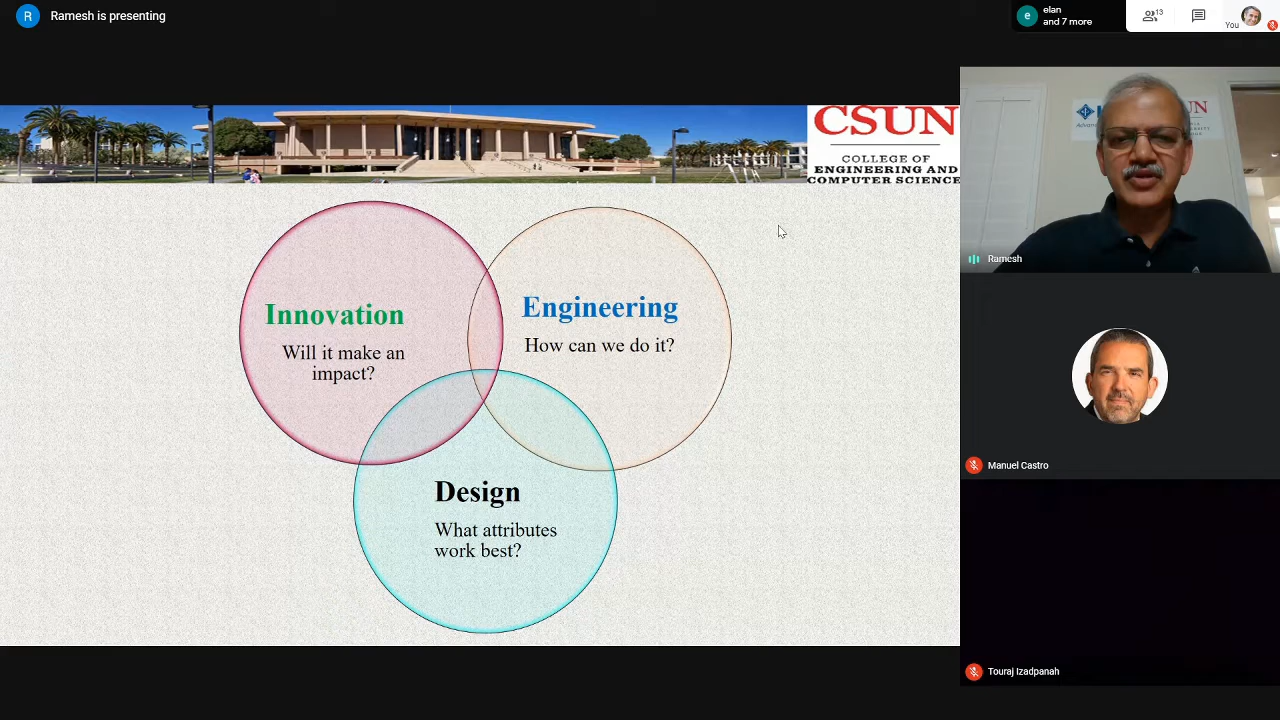 R
Ramesh is presenting
e
elan
and 7 more
13
You
CSUN
COLLEGE OF
ENGINEERING AND
COMPUTER SCIENCE
Innovation
Will it make an
impact?
Engineering
How can we do it?
Design
What attributes
work best?
Ramesh
Manuel Castro
Touraj Izadpanah